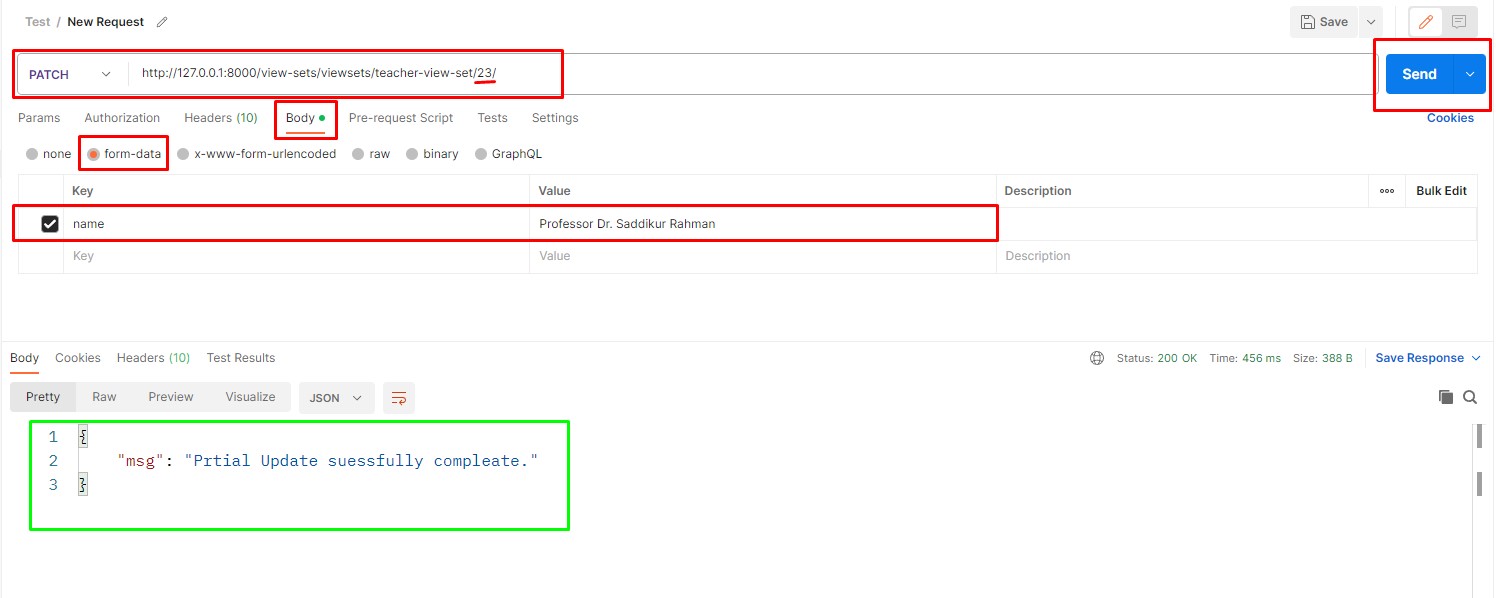 Test / New Request
Save
PATCH http://127.0.0.1:8000/view-sets/viewsets/teacher-view-set/23/
Send
Params Authorization Headers (10) Body Pre-request Script Tests Settings Cookies
none form-data x-www-form-urlencoded raw binary GraphQL
Key Value Description Bulk Edit
name Professor Dr. Saddikur Rahman
Key Value Description
Body Cookies Headers (10) Test Results Status: 200 OK Time: 456 ms Size: 388 B Save Response
Pretty Raw Preview Visualize JSON
1 {
2 "msg": "Prtial Update suessfully compleate."
3 }